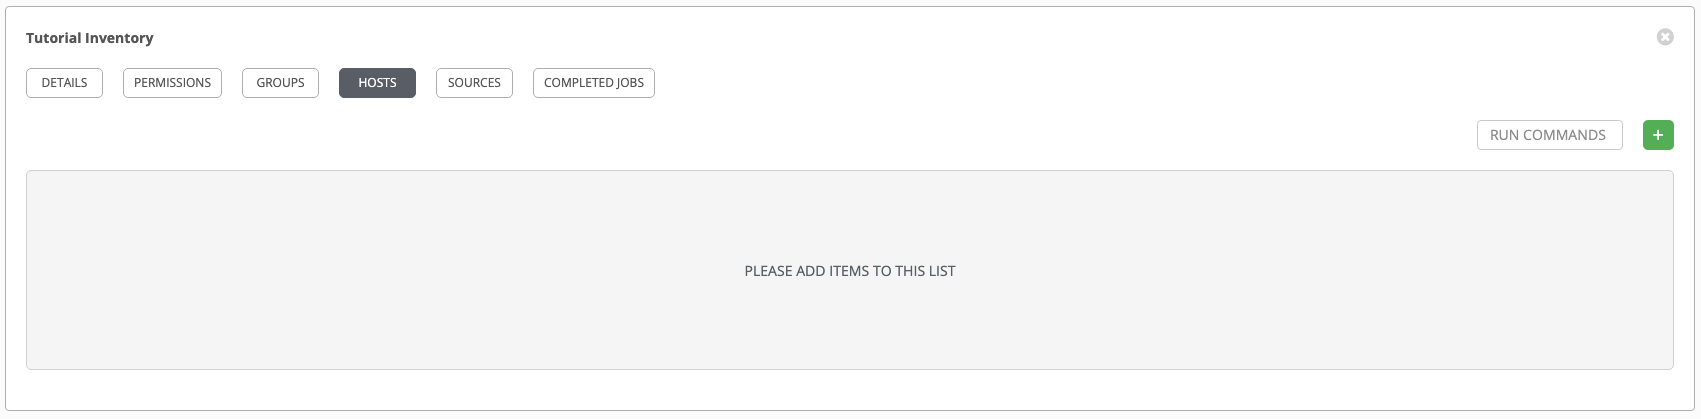 Tutorial Inventory
DETAILS PERMISSIONS GROUPS HOSTS SOURCES COMPLETED JOBS
RUN COMMANDS +
PLEASE ADD ITEMS TO THIS LIST